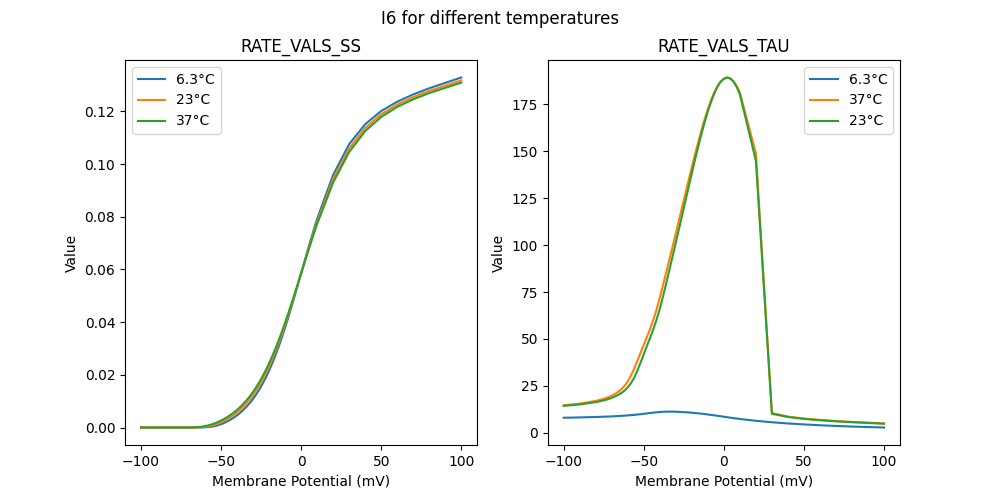 I6 for different temperatures
RATE_VALS_SS
RATE_VALS_TAU
6.3°C
23°C
37°C
6.3°C
37°C
23°C
Value
0.12
0.10
0.08
0.06
0.04
0.02
0.00
−100
−50
0
50
100
Membrane Potential (mV)
Value
175
150
125
100
75
50
25
0
−100
−50
0
50
100
Membrane Potential (mV)